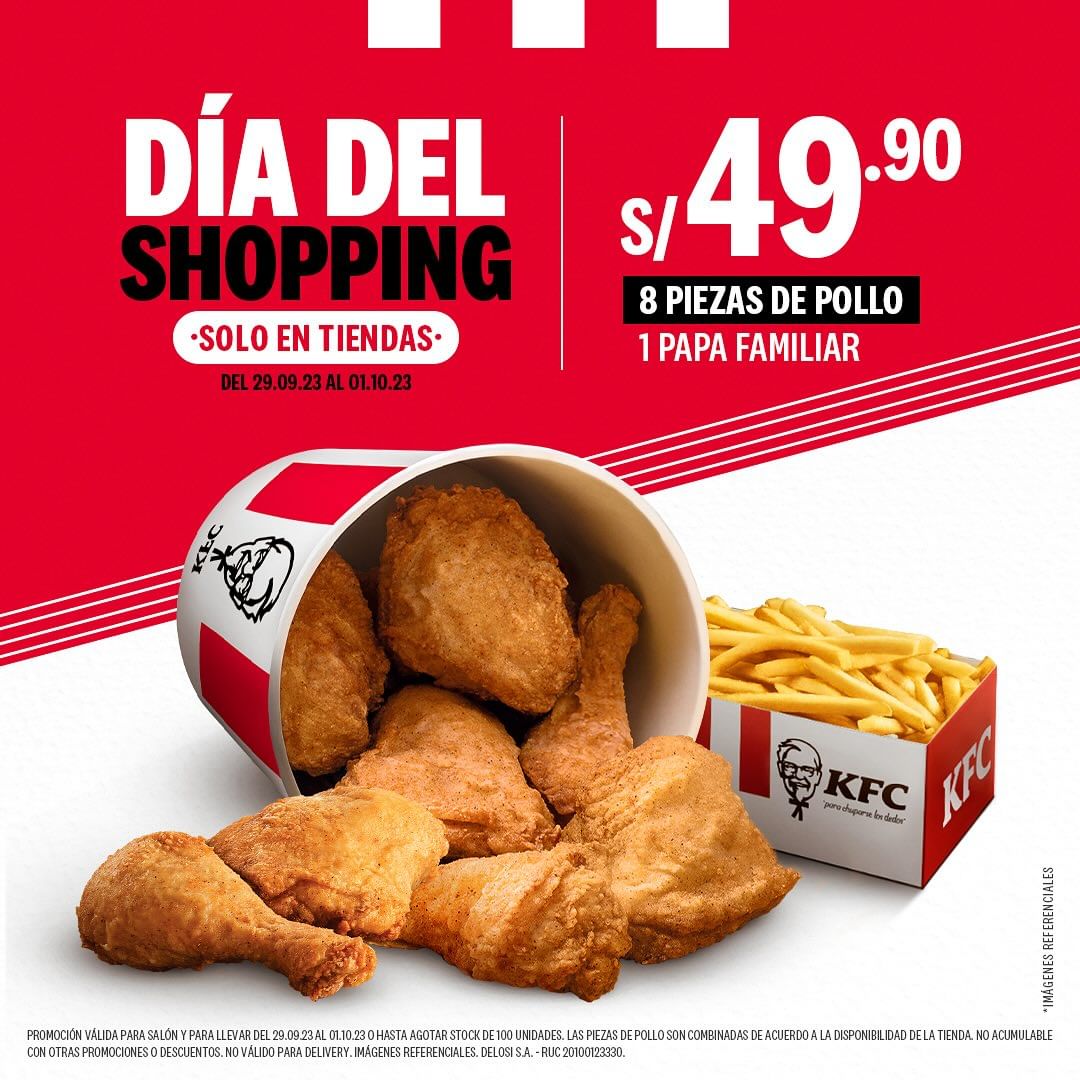 DÍA DEL
SHOPPING
•SOLO EN TIENDAS•
DEL 29.09.23 AL 01.10.23
S/49.90
8 PIEZAS DE POLLO
1 PAPA FAMILIAR
KFC
KFC
"para chuparse los dedos"
KFC
*IMÁGENES REFERENCIALES
PROMOCIÓN VÁLIDA PARA SALÓN Y PARA LLEVAR DEL 29.09.23 AL 01.10.23 O HASTA AGOTAR STOCK DE 100 UNIDADES. LAS PIEZAS DE POLLO SON COMBINADAS DE ACUERDO A LA DISPONIBILIDAD DE LA TIENDA. NO ACUMULABLE
CON OTRAS PROMOCIONES O DESCUENTOS. NO VÁLIDO PARA DELIVERY. IMÁGENES REFERENCIALES. DELOSI S.A. - RUC 20100123330.